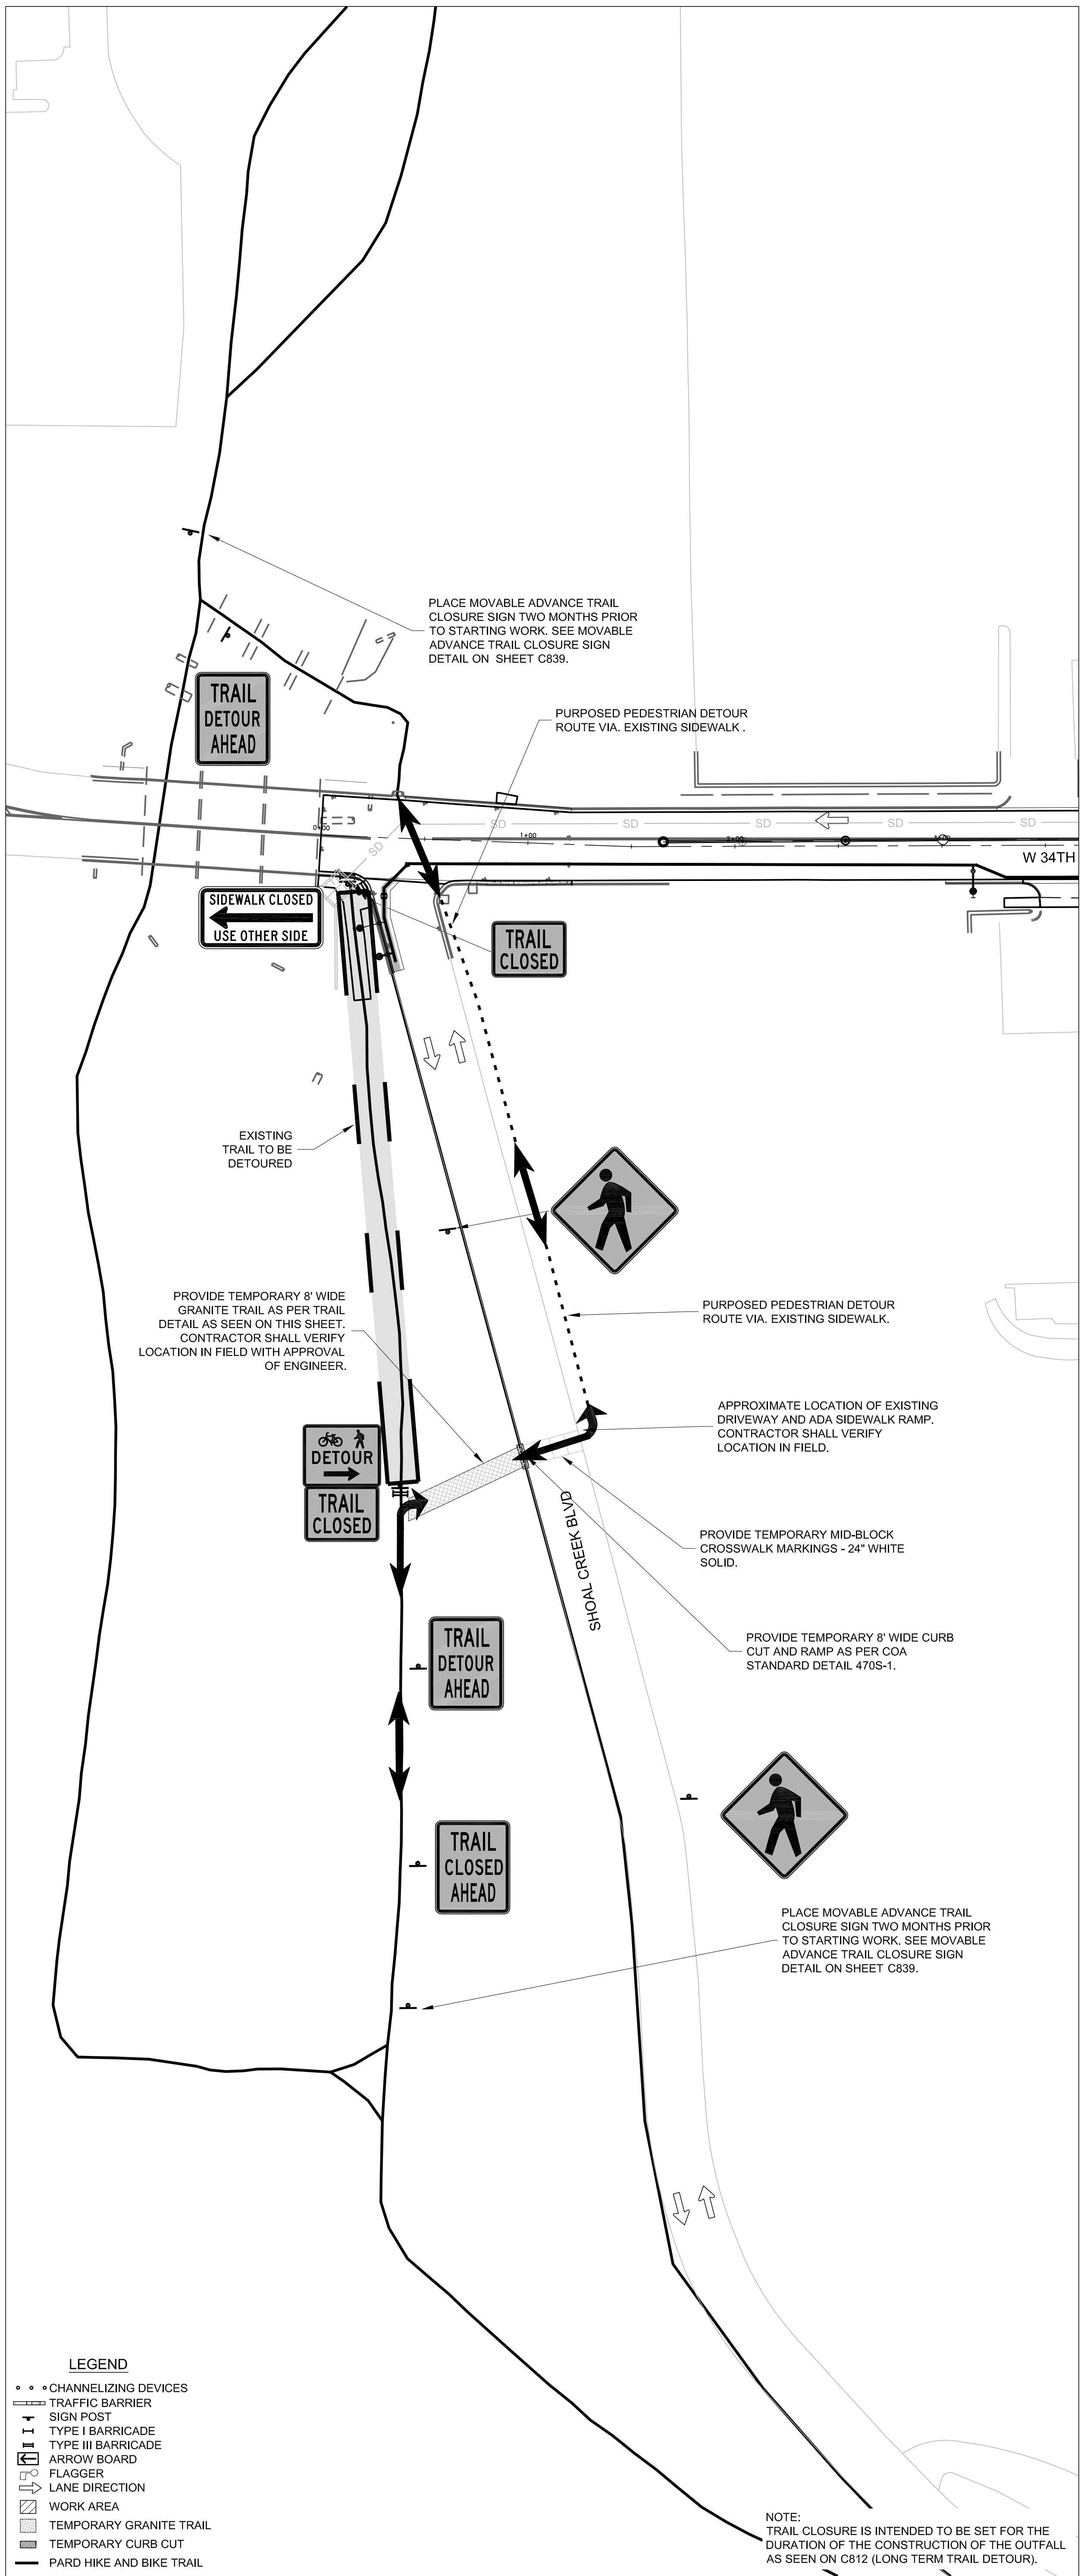 PLACE MOVABLE ADVANCE TRAIL
CLOSURE SIGN TWO MONTHS PRIOR
TO STARTING WORK. SEE MOVABLE
ADVANCE TRAIL CLOSURE SIGN
DETAIL ON SHEET C839.
TRAIL
DETOUR
AHEAD
PURPOSED PEDESTRIAN DETOUR
ROUTE VIA. EXISTING SIDEWALK .
0+00
SD
SD
1+00
SD
SD
2+00
SD
SD
W 34TH
SIDEWALK CLOSED
USE OTHER SIDE
TRAIL
CLOSED
EXISTING
TRAIL TO BE
DETOURED
PROVIDE TEMPORARY 8' WIDE
GRANITE TRAIL AS PER TRAIL
DETAIL AS SEEN ON THIS SHEET.
CONTRACTOR SHALL VERIFY
LOCATION IN FIELD WITH APPROVAL
OF ENGINEER.
PURPOSED PEDESTRIAN DETOUR
ROUTE VIA. EXISTING SIDEWALK.
APPROXIMATE LOCATION OF EXISTING
DRIVEWAY AND ADA SIDEWALK RAMP.
CONTRACTOR SHALL VERIFY
LOCATION IN FIELD.
DETOUR
TRAIL
CLOSED
SHOAL CREEK BLVD
PROVIDE TEMPORARY MID-BLOCK
CROSSWALK MARKINGS - 24" WHITE
SOLID.
PROVIDE TEMPORARY 8' WIDE CURB
CUT AND RAMP AS PER COA
STANDARD DETAIL 470S-1.
TRAIL
DETOUR
AHEAD
TRAIL
CLOSED
AHEAD
PLACE MOVABLE ADVANCE TRAIL
CLOSURE SIGN TWO MONTHS PRIOR
TO STARTING WORK. SEE MOVABLE
ADVANCE TRAIL CLOSURE SIGN
DETAIL ON SHEET C839.
LEGEND
CHANNELIZING DEVICES
TRAFFIC BARRIER
SIGN POST
TYPE I BARRICADE
TYPE III BARRICADE
ARROW BOARD
FLAGGER
LANE DIRECTION
WORK AREA
TEMPORARY GRANITE TRAIL
TEMPORARY CURB CUT
PARD HIKE AND BIKE TRAIL
NOTE:
TRAIL CLOSURE IS INTENDED TO BE SET FOR THE
DURATION OF THE CONSTRUCTION OF THE OUTFALL
AS SEEN ON C812 (LONG TERM TRAIL DETOUR).